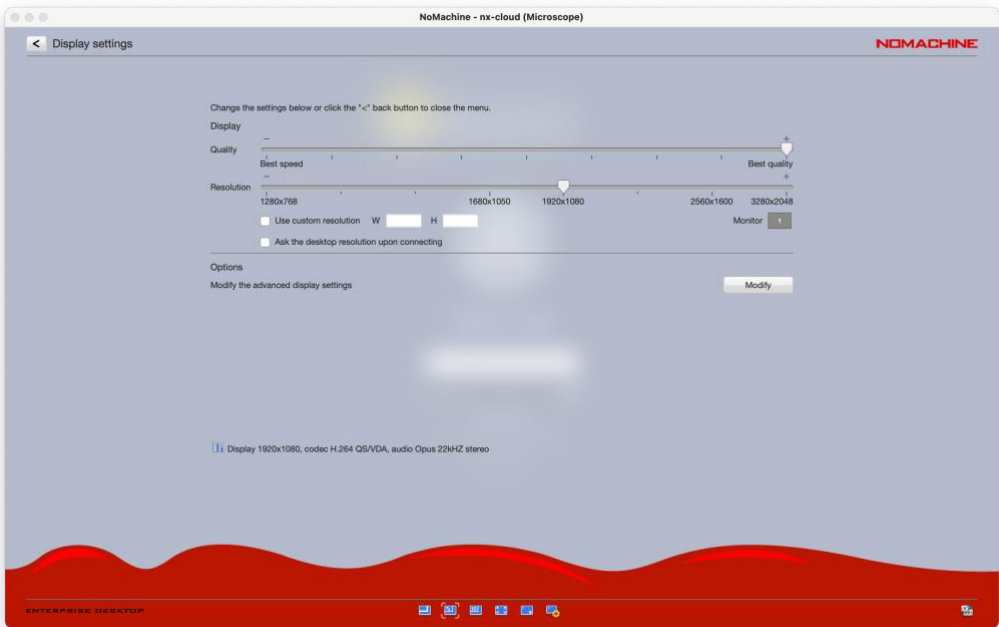 NoMachine - nx-cloud (Microscope)
< Display settings
NOMACHINE
Change the settings below or click the "<" back button to close the menu.
Display
- +
Quality
Best speed Best quality
- +
Resolution
1280x768 1680x1050 1920x1080 2560x1600 3280x2048
Use custom resolution W H Monitor 1
Ask the desktop resolution upon connecting
Options
Modify the advanced display settings Modify
Display 1920x1080, codec H.264 QS/VDA, audio Opus 22kHZ stereo
ENTERPRISE DESKTOP